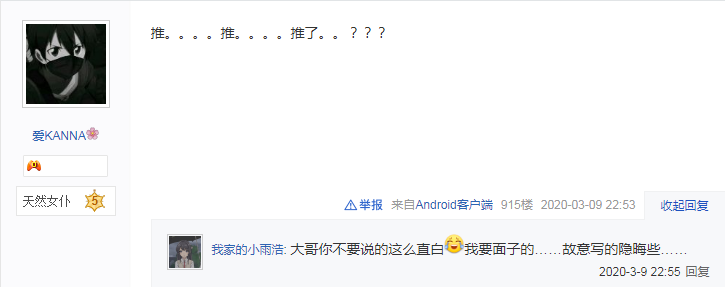 推。。。。推。。。。推了。。？？？
爱KANNA
天然女仆 5
举报 来自Android客户端 915楼 2020-03-09 22:53 收起回复
我家的小雨浩: 大哥你不要说的这么直白我要面子的……故意写的隐晦些……
2020-3-9 22:55 回复